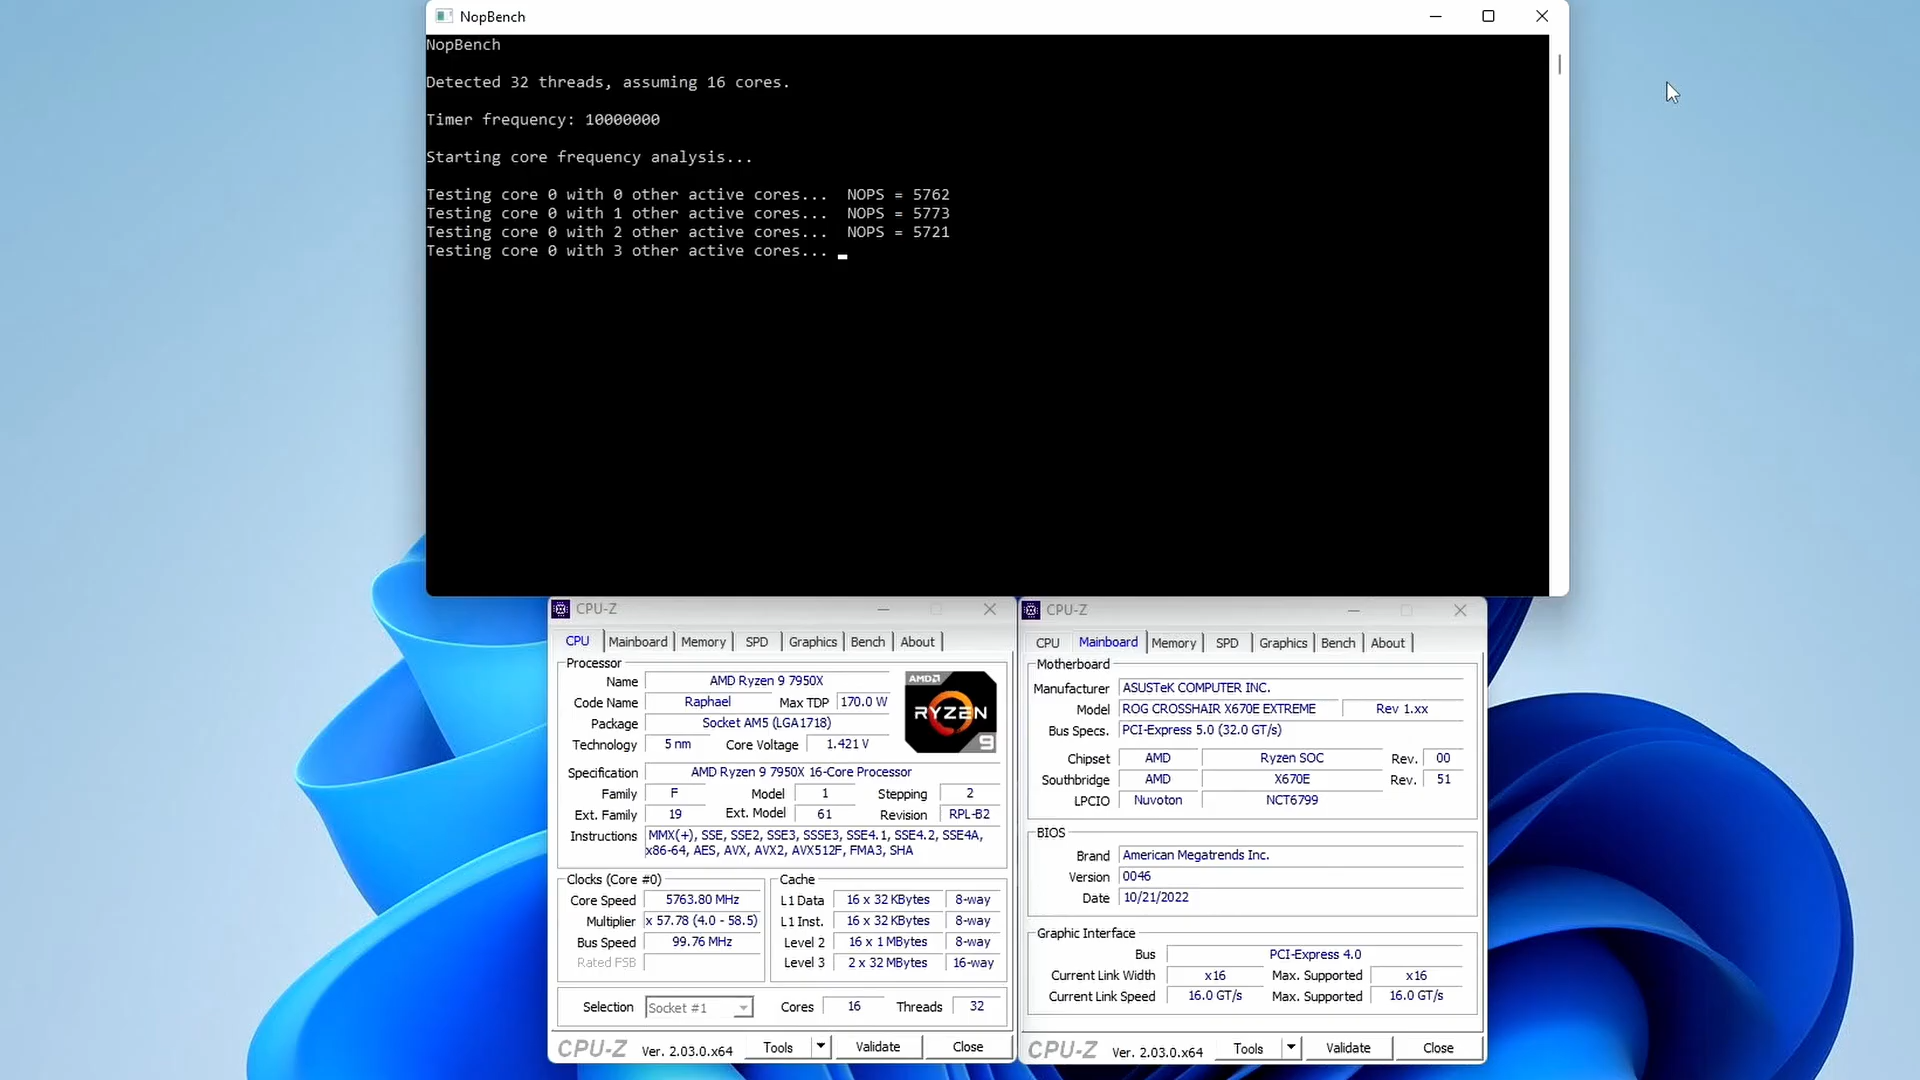 NopBench
NopBench
Detected 32 threads, assuming 16 cores.
Timer frequency: 10000000
Starting core frequency analysis...
Testing core 0 with 0 other active cores...  NOPS = 5762
Testing core 0 with 1 other active cores...  NOPS = 5773
Testing core 0 with 2 other active cores...  NOPS = 5721
Testing core 0 with 3 other active cores...
CPU-Z
CPU Mainboard Memory SPD Graphics Bench About
Processor
Name AMD Ryzen 9 7950X
Code Name Raphael Max TDP 170.0 W
Package Socket AM5 (LGA1718)
Technology 5 nm Core Voltage 1.421 V
AMD RYZEN 9
Specification AMD Ryzen 9 7950X 16-Core Processor
Family F Model 1 Stepping 2
Ext. Family 19 Ext. Model 61 Revision RPL-B2
Instructions MMX(+), SSE, SSE2, SSE3, SSSE3, SSE4.1, SSE4.2, SSE4A,
x86-64, AES, AVX, AVX2, AVX512F, FMA3, SHA
Clocks (Core #0)
Core Speed 5763.80 MHz
Multiplier x 57.78 (4.0 - 58.5)
Bus Speed 99.76 MHz
Rated FSB
Cache
L1 Data 16 x 32 KBytes 8-way
L1 Inst. 16 x 32 KBytes 8-way
Level 2 16 x 1 MBytes 8-way
Level 3 2 x 32 MBytes 16-way
Selection Socket #1 Cores 16 Threads 32
CPU-Z Ver. 2.03.0.x64 Tools Validate Close
CPU-Z
CPU Mainboard Memory SPD Graphics Bench About
Motherboard
Manufacturer ASUSTeK COMPUTER INC.
Model ROG CROSSHAIR X670E EXTREME Rev 1.xx
Bus Specs. PCI-Express 5.0 (32.0 GT/s)
Chipset AMD Ryzen SOC Rev. 00
Southbridge AMD X670E Rev. 51
LPCIO Nuvoton NCT6799
BIOS
Brand American Megatrends Inc.
Version 0046
Date 10/21/2022
Graphic Interface
Bus PCI-Express 4.0
Current Link Width x16 Max. Supported x16
Current Link Speed 16.0 GT/s Max. Supported 16.0 GT/s
CPU-Z Ver. 2.03.0.x64 Tools Validate Close